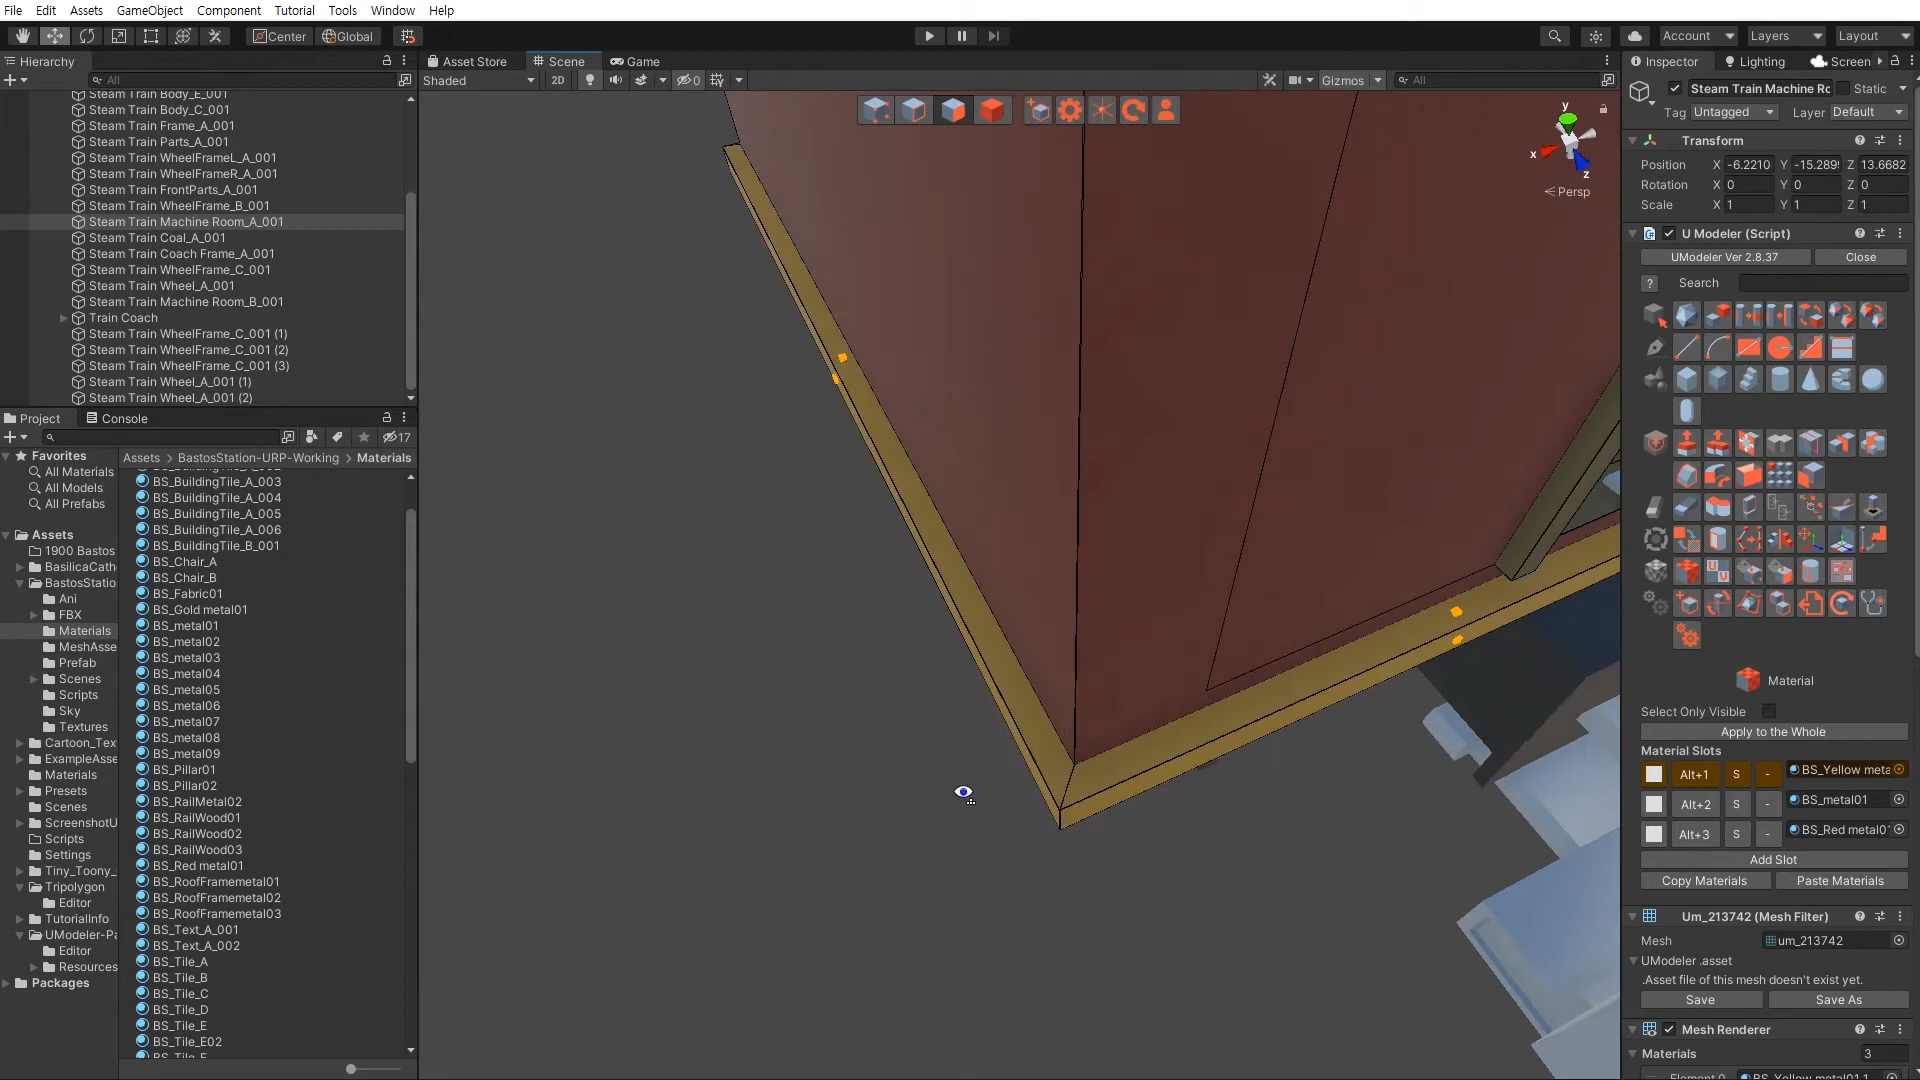 File Edit Assets GameObject Component Tutorial Tools Window Help
Center Global Account Layers Layout
Hierarchy
All
Steam Train Body_E_001
Steam Train Body_C_001
Steam Train Frame_A_001
Steam Train Parts_A_001
Steam Train WheelFrameL_A_001
Steam Train WheelFrameR_A_001
Steam Train FrontParts_A_001
Steam Train WheelFrame_B_001
Steam Train Machine Room_A_001
Steam Train Coal_A_001
Steam Train Coach Frame_A_001
Steam Train WheelFrame_C_001
Steam Train Wheel_A_001
Steam Train Machine Room_B_001
Train Coach
Steam Train WheelFrame_C_001 (1)
Steam Train WheelFrame_C_001 (2)
Steam Train WheelFrame_C_001 (3)
Steam Train Wheel_A_001 (1)
Steam Train Wheel_A_001 (2)
Project Console
17
Favorites
All Materials
All Models
All Prefabs
Assets
1900 Bastos
BasilicaCath
BastosStatio
Ani
FBX
Materials
MeshAsse
Prefab
Scenes
Scripts
Sky
Textures
Cartoon_Tex
ExampleAsse
Materials
Presets
Scenes
ScreenshotU
Scripts
Settings
Tiny_Toony_
Tripolygon
Editor
TutorialInfo
UModeler-Pa
Editor
Resources
Packages
Assets > BastosStation-URP-Working > Materials
BS_BuildingTile_A_003
BS_BuildingTile_A_004
BS_BuildingTile_A_005
BS_BuildingTile_A_006
BS_BuildingTile_B_001
BS_Chair_A
BS_Chair_B
BS_Fabric01
BS_Gold metal01
BS_metal01
BS_metal02
BS_metal03
BS_metal04
BS_metal05
BS_metal06
BS_metal07
BS_metal08
BS_metal09
BS_Pillar01
BS_Pillar02
BS_RailMetal02
BS_RailWood01
BS_RailWood02
BS_RailWood03
BS_Red metal01
BS_RoofFramemetal01
BS_RoofFramemetal02
BS_RoofFramemetal03
BS_Text_A_001
BS_Text_A_002
BS_Tile_A
BS_Tile_B
BS_Tile_C
BS_Tile_D
BS_Tile_E
BS_Tile_E02
Asset Store Scene Game
Shaded 2D 0 Gizmos All
y
x
z
Persp
Inspector Lighting Screen
Steam Train Machine Rc Static
Tag Untagged Layer Default
Transform
Position X -6.2210 Y -15.289 Z 13.6682
Rotation X 0 Y 0 Z 0
Scale X 1 Y 1 Z 1
U Modeler (Script)
UModeler Ver 2.8.37 Close
? Search
Material
Select Only Visible
Apply to the Whole
Material Slots
Alt+1 S - BS_Yellow meta
Alt+2 S - BS_metal01
Alt+3 S - BS_Red metal0
Add Slot
Copy Materials Paste Materials
Um_213742 (Mesh Filter)
Mesh um_213742
UModeler .asset
.Asset file of this mesh doesn't exist yet.
Save Save As
Mesh Renderer
Materials 3